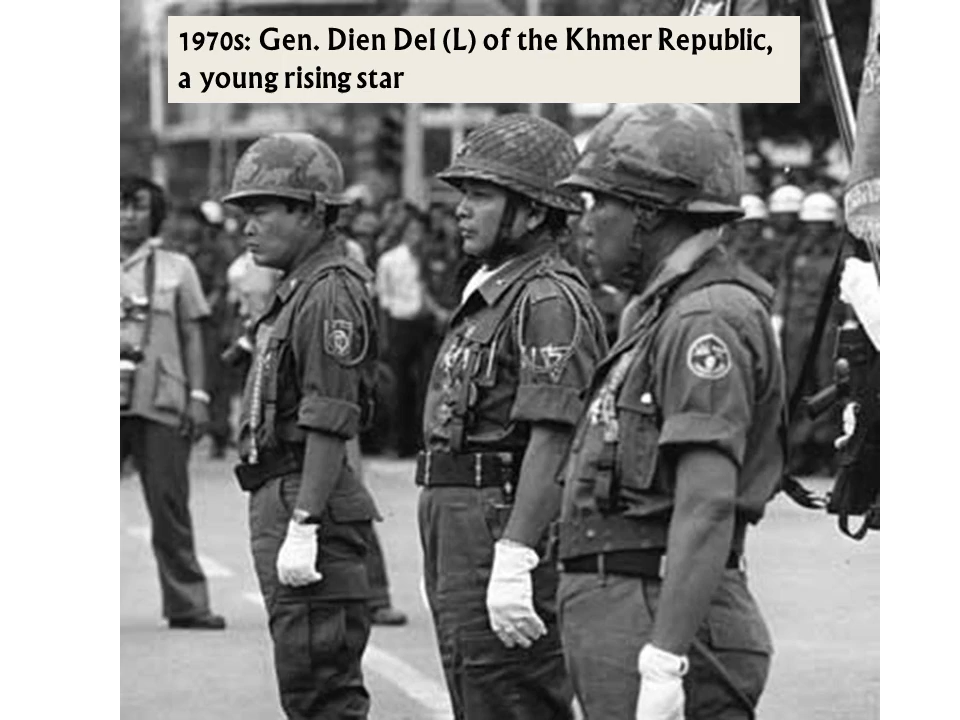 1970s: Gen. Dien Del (L) of the Khmer Republic,
a young rising star